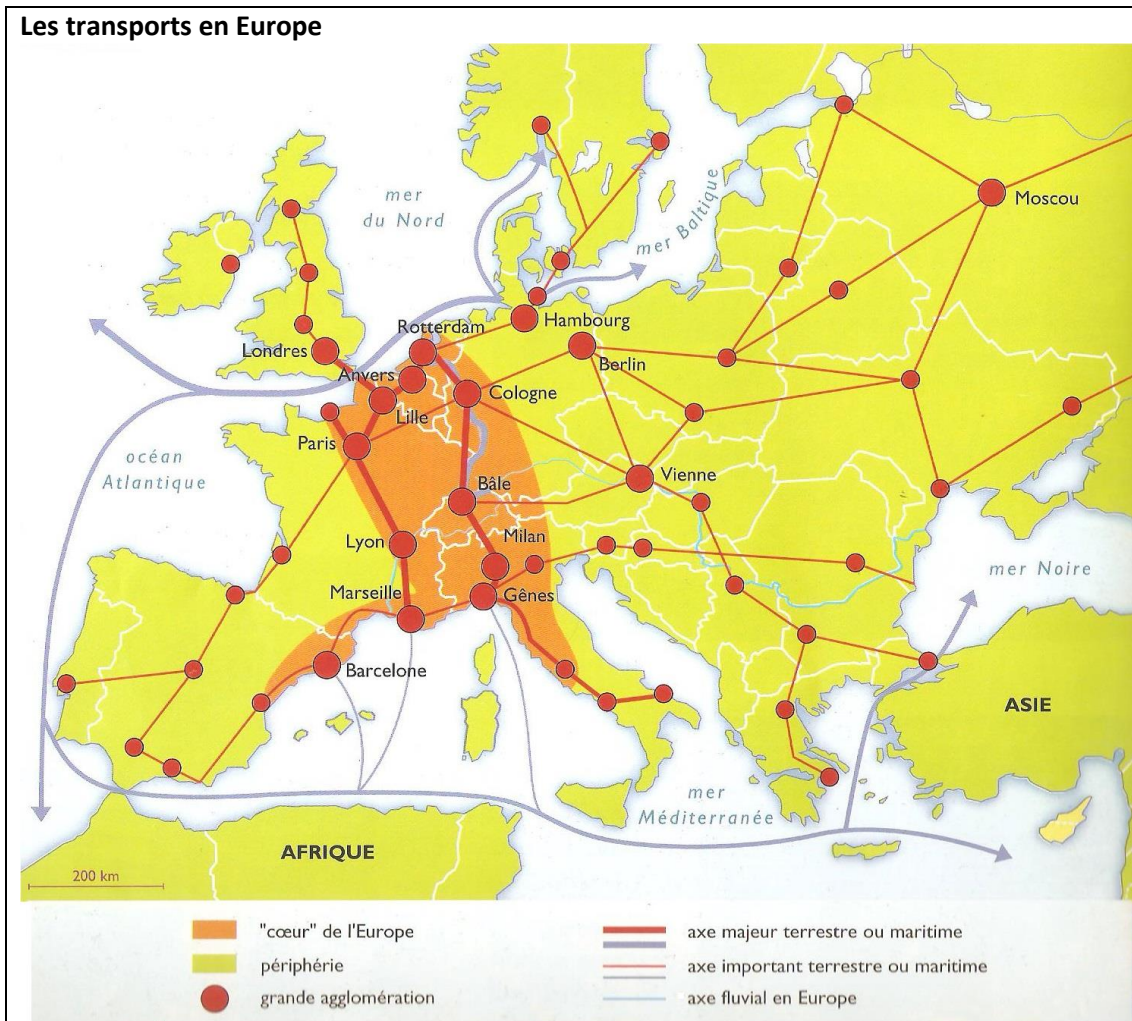 Les transports en Europe
mer
du Nord
mer Baltique
Moscou
Rotterdam
Hambourg
Londres
Anvers
Berlin
Lille
Cologne
Paris
océan
Atlantique
Bâle
Vienne
Lyon
Milan
mer Noire
Marseille
Gênes
Barcelone
ASIE
mer
Méditerranée
AFRIQUE
200 km
"cœur" de l'Europe
axe majeur terrestre ou maritime
périphérie
axe important terrestre ou maritime
grande agglomération
axe fluvial en Europe